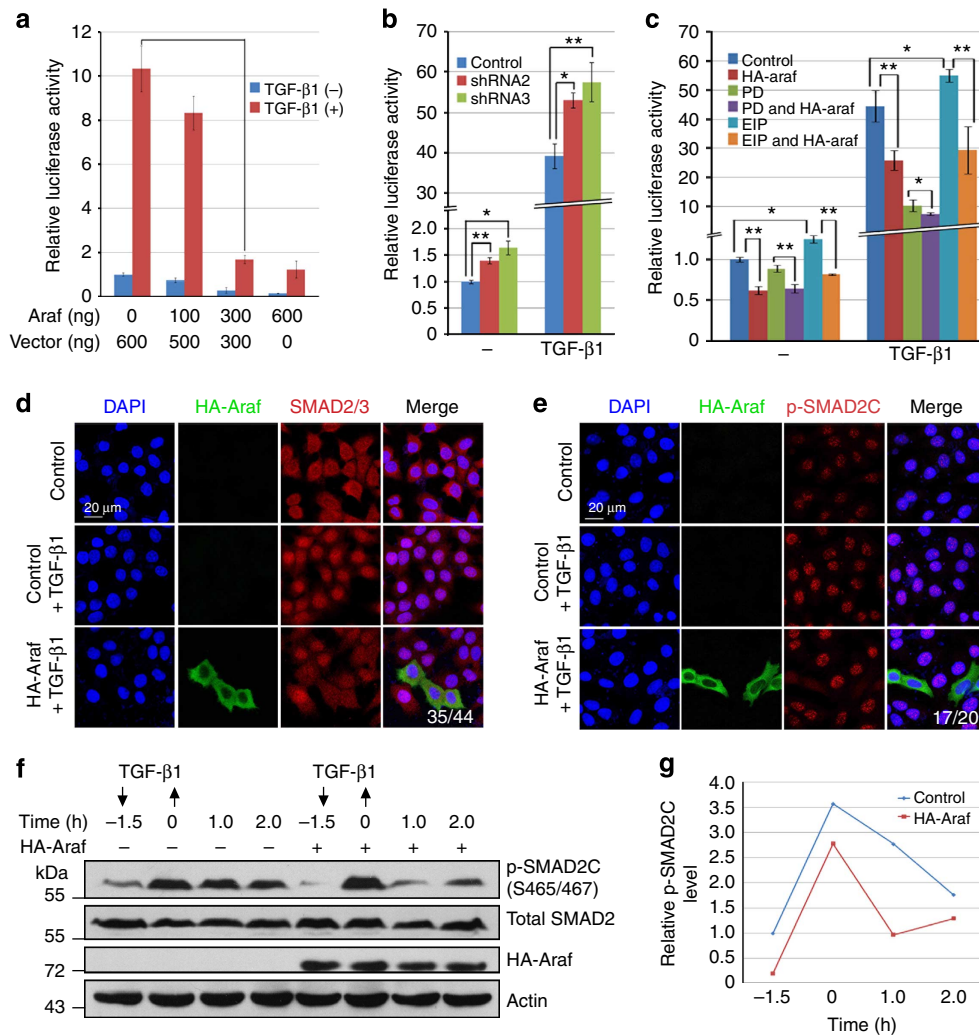 a
Relative luciferase activity
12
10
8
6
4
2
0
TGF-β1 (–)
TGF-β1 (+)
Araf (ng) 0 100 300 600
Vector (ng) 600 500 300 0
b
Relative luciferase activity
60
50
40
30
2.0
1.5
1.0
0.5
0
Control
shRNA2
shRNA3
**
*
*
**
– TGF-β1
c
Relative luciferase activity
70
60
50
40
30
20
10
1.0
0.5
0
Control
HA-araf
PD
PD and HA-araf
EIP
EIP and HA-araf
* **
**
*
*
** ** **
– TGF-β1
d
DAPI HA-Araf SMAD2/3 Merge
Control
20 μm
Control + TGF-β1
HA-Araf + TGF-β1
35/44
e
DAPI HA-Araf p-SMAD2C Merge
Control
20 μm
Control + TGF-β1
HA-Araf + TGF-β1
17/20
f
TGF-β1 TGF-β1
Time (h) –1.5 0 1.0 2.0 –1.5 0 1.0 2.0
HA-Araf – – – – + + + +
kDa
55
p-SMAD2C
(S465/467)
55
Total SMAD2
72
HA-Araf
43
Actin
g
Relative p-SMAD2C
level
4.0
3.5
3.0
2.5
2.0
1.5
1.0
0.5
0
Control
HA-Araf
–1.5 0 1.0 2.0
Time (h)